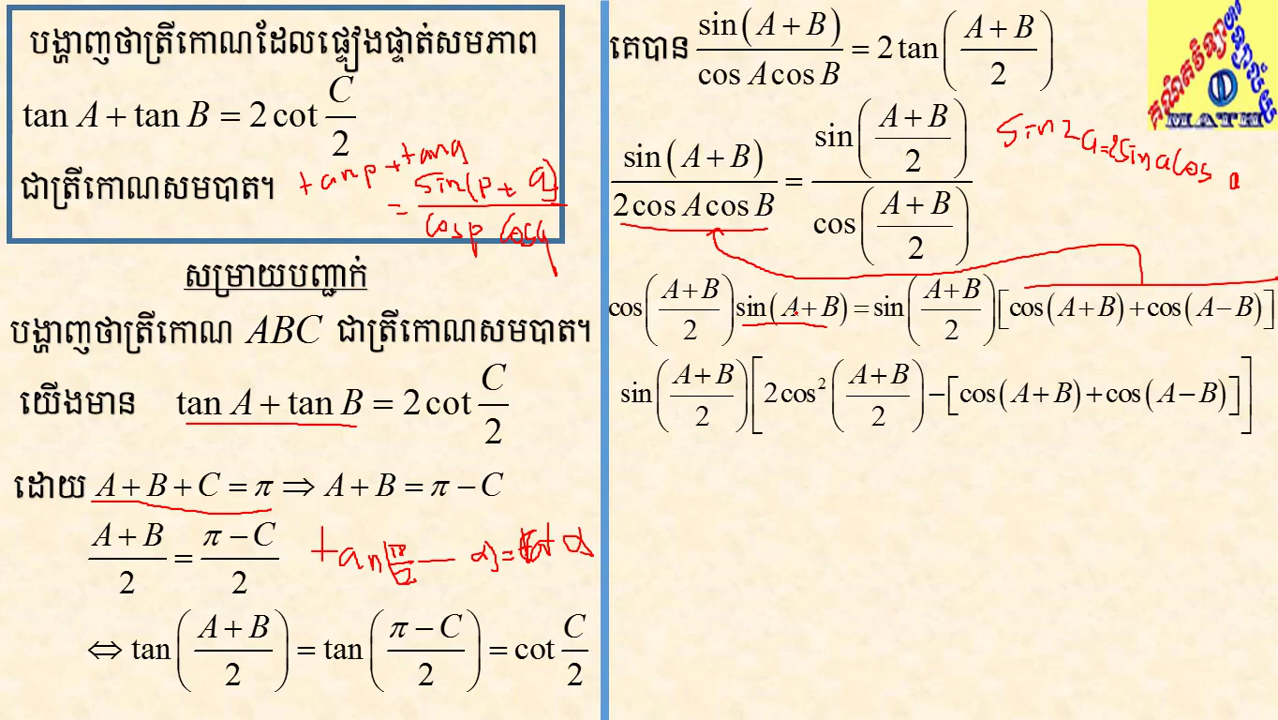 បង្ហាញថាត្រីកោណដែលផ្ទៀងផ្ទាត់សមភាព
tan A + tan B = 2cot C/2
ជាត្រីកោណសមបាត។
tan p + tan q
= sin(p + q) / cos p cos q
សម្រាយបញ្ជាក់
បង្ហាញថាត្រីកោណ ABC ជាត្រីកោណសមបាត។
យើងមាន tan A + tan B = 2cot C/2
ដោយ A + B + C = π ⇒ A + B = π − C
(A + B)/2 = (π − C)/2
tan(π/2 − α) = cot α
⇔ tan((A + B)/2) = tan((π − C)/2) = cot C/2
គេបាន sin(A + B) / cos A cos B = 2 tan((A + B)/2)
sin(A + B) / 2cos A cos B = sin((A + B)/2) / cos((A + B)/2)
sin 2a = 2 sin a cos a
cos((A + B)/2) sin(A + B) = sin((A + B)/2) [cos(A + B) + cos(A − B)]
sin((A + B)/2) [2cos²((A + B)/2) − [cos(A + B) + cos(A − B)]]
MATH